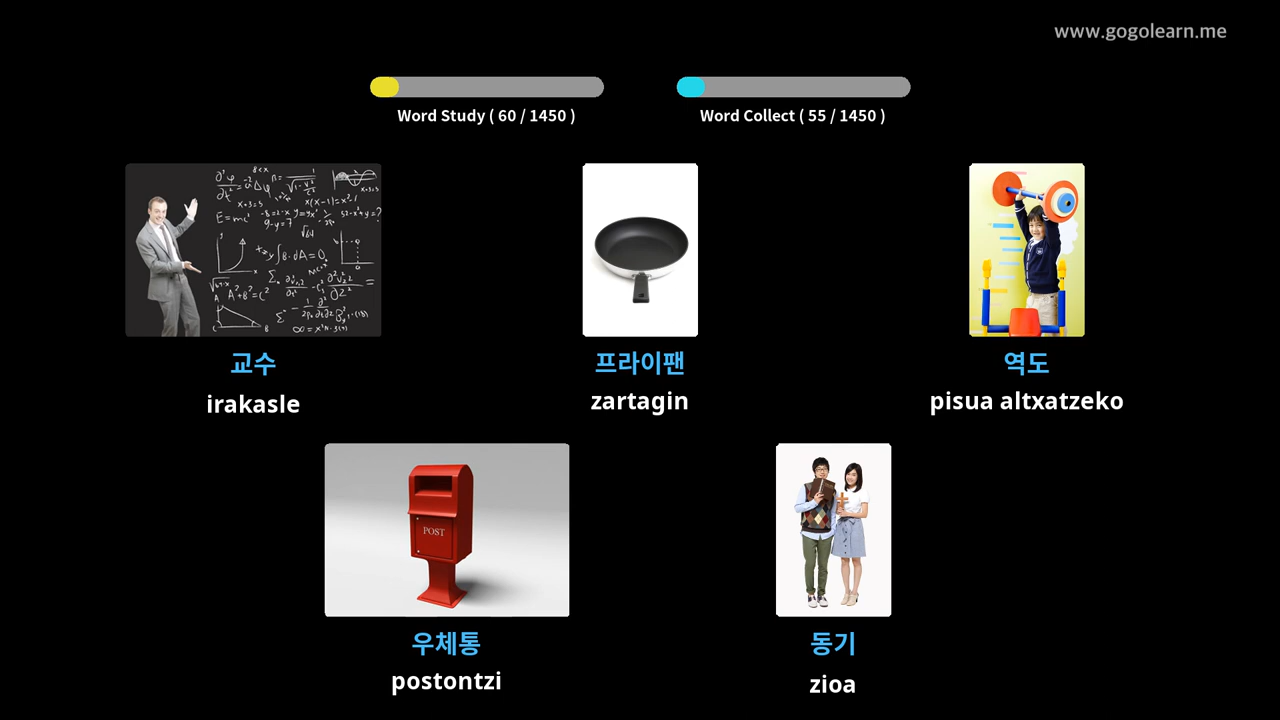 www.gogolearn.me
Word Study ( 60 / 1450 )
Word Collect ( 55 / 1450 )
교수
irakasle
프라이팬
zartagin
역도
pisua altxatzeko
POST
우체통
postontzi
동기
zioa